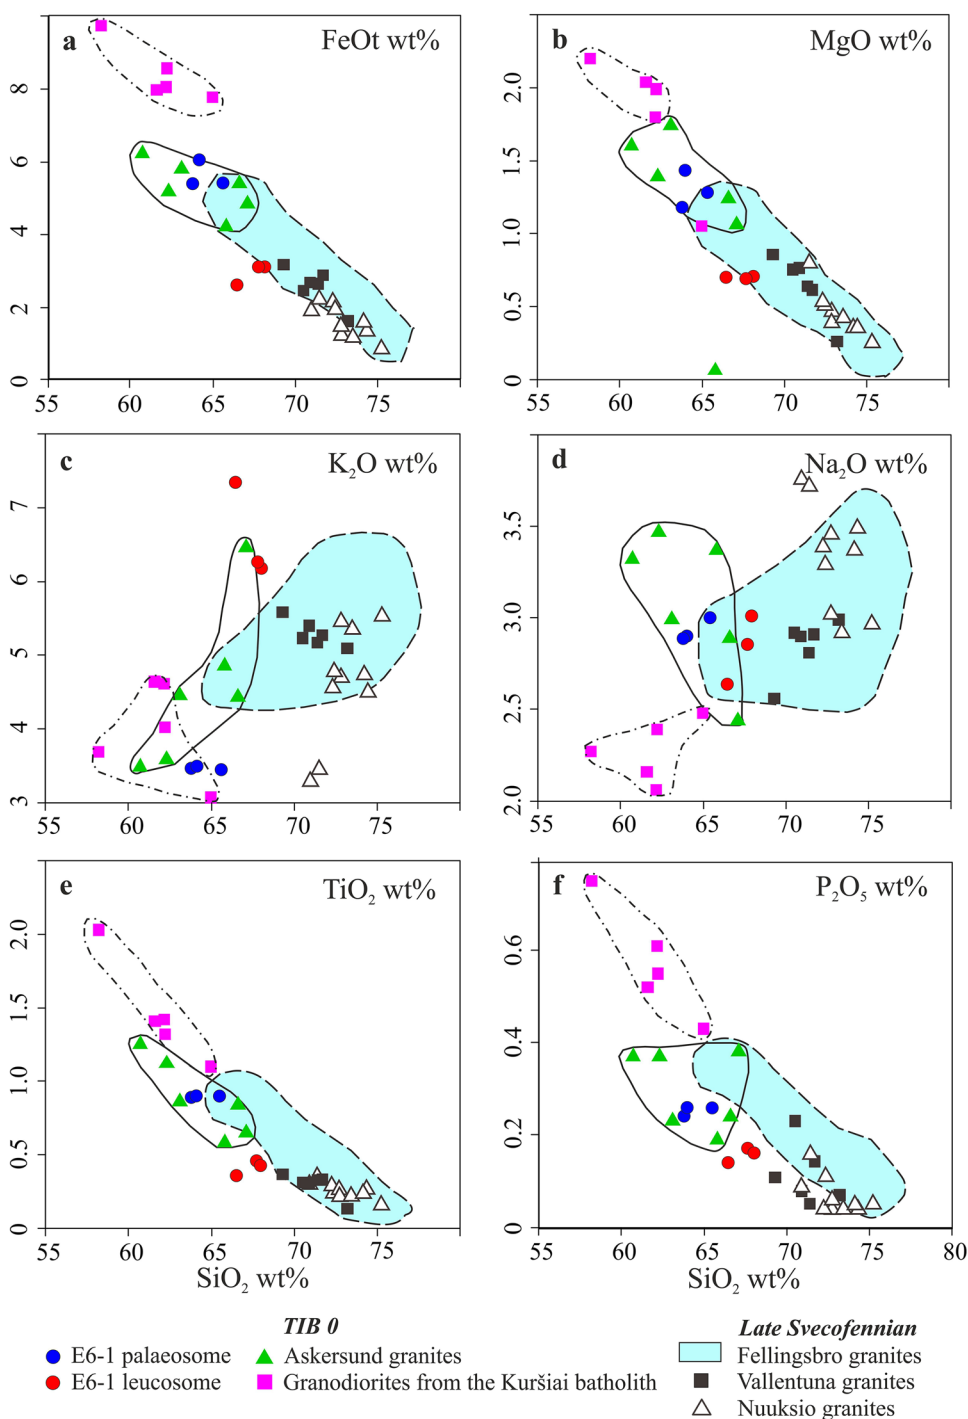 a
FeOt wt%
8
6
4
2
0
55 60 65 70 75
b
MgO wt%
2.0
1.5
1.0
0.5
0.0
55 60 65 70 75
c
K2O wt%
7
6
5
4
3
55 60 65 70 75
d
Na2O wt%
3.5
3.0
2.5
2.0
55 60 65 70 75
e
TiO2 wt%
2.0
1.5
1.0
0.5
0
55 60 65 70 75
SiO2 wt%
f
P2O5 wt%
0.6
0.4
0.2
0
55 60 65 70 75 80
SiO2 wt%
TIB 0
E6-1 palaeosome
E6-1 leucosome
Askersund granites
Granodiorites from the Kuršiai batholith
Late Svecofennian
Fellingsbro granites
Vallentuna granites
Nuuksio granites